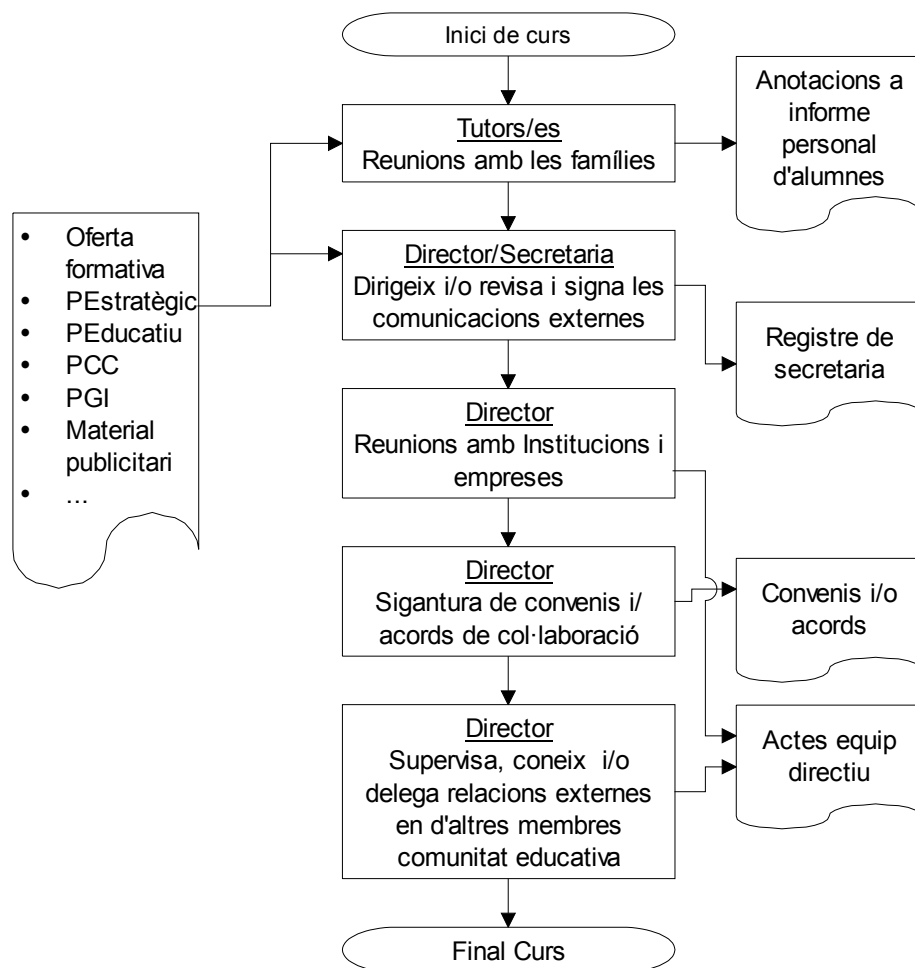 Inici de curs
Anotacions a
informe
personal
d'alumnes
Tutors/es
Reunions amb les famílies
• Oferta
formativa
• PEstratègic
• PEducatiu
• PCC
• PGI
• Material
publicitari
• ...
Director/Secretaria
Dirigeix i/o revisa i signa les
comunicacions externes
Registre de
secretaria
Director
Reunions amb Institucions i
empreses
Director
Sigantura de convenis i/
acords de col·laboració
Convenis i/o
acords
Director
Supervisa, coneix i/o
delega relacions externes
en d'altres membres
comunitat educativa
Actes equip
directiu
Final Curs